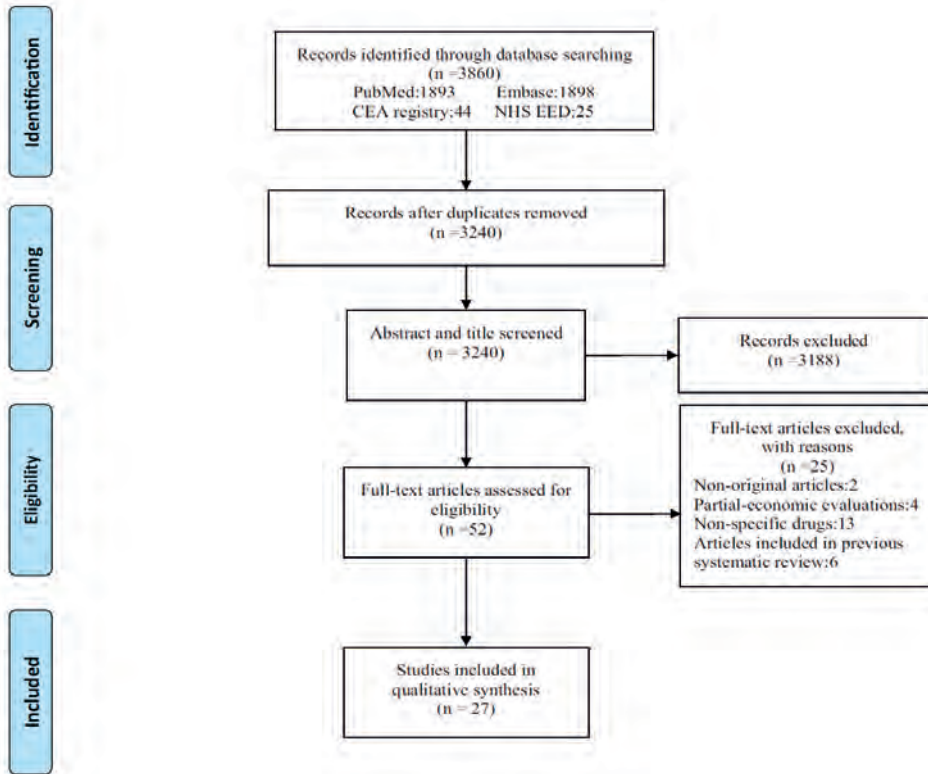 Identification
Records identified through database searching
(n =3860)
PubMed:1893 Embase:1898
CEA registry:44 NHS EED:25
Records after duplicates removed
(n =3240)
Screening
Abstract and title screened
(n = 3240)
Records excluded
(n =3188)
Eligibility
Full-text articles assessed for
eligibility
(n =52)
Full-text articles excluded,
with reasons
(n =25)
Non-original articles:2
Partial-economic evaluations:4
Non-specific drugs:13
Articles included in previous
systematic review:6
Included
Studies included in
qualitative synthesis
(n = 27)